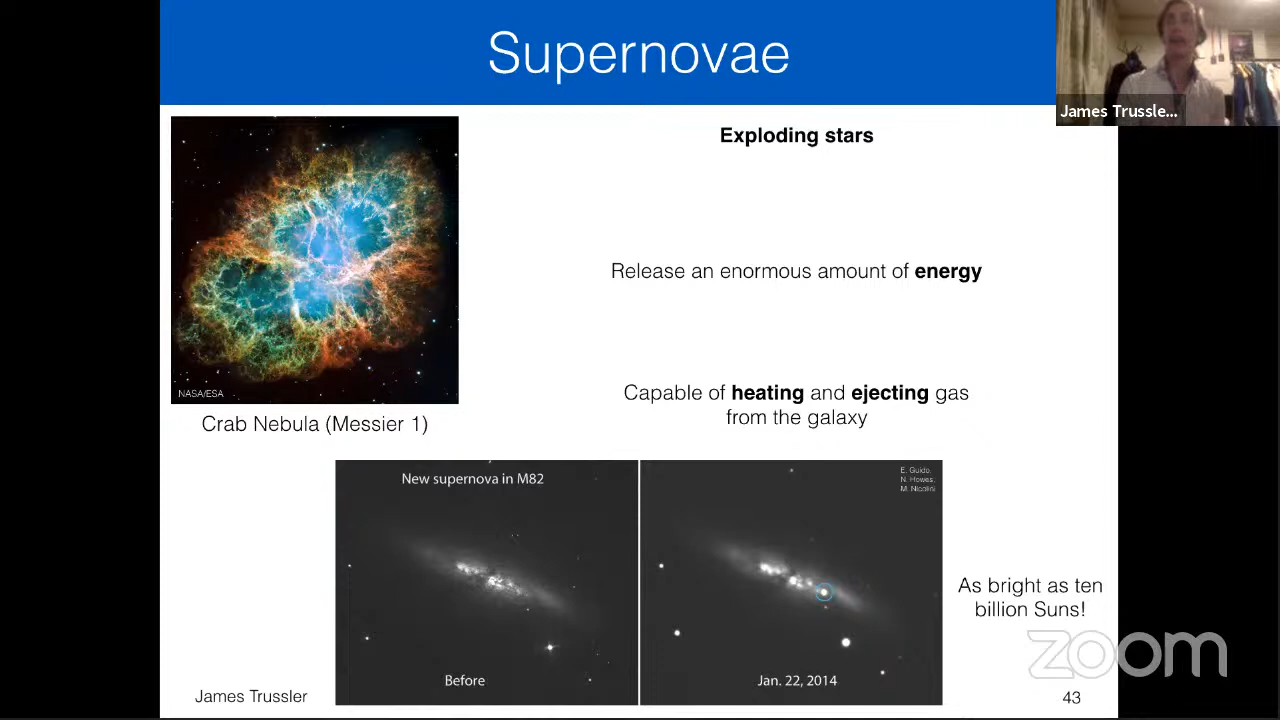 Supernovae
James Trussle...
Exploding stars
Release an enormous amount of energy
Capable of heating and ejecting gas
from the galaxy
NASA/ESA
Crab Nebula (Messier 1)
New supernova in M82
Before
E. Guido,
N. Howes,
M. Nicolini
Jan. 22, 2014
As bright as ten
billion Suns!
zoom
James Trussler
43